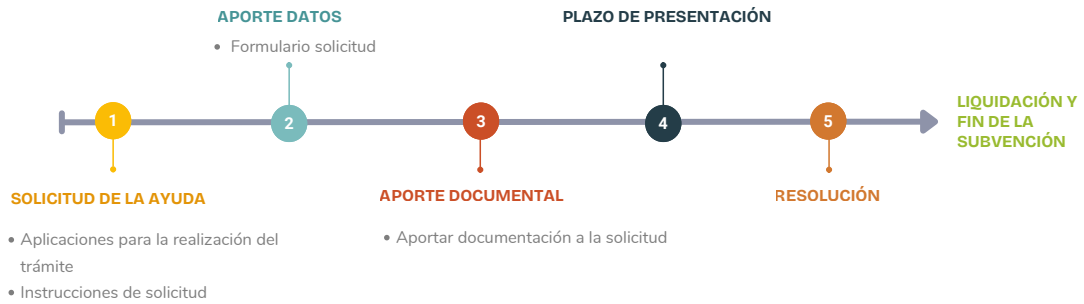 APORTE DATOS
• Formulario solicitud
PLAZO DE PRESENTACIÓN
1
2
3
4
5
LIQUIDACIÓN Y
FIN DE LA
SUBVENCIÓN
SOLICITUD DE LA AYUDA
• Aplicaciones para la realización del
trámite
• Instrucciones de solicitud
APORTE DOCUMENTAL
• Aportar documentación a la solicitud
RESOLUCIÓN